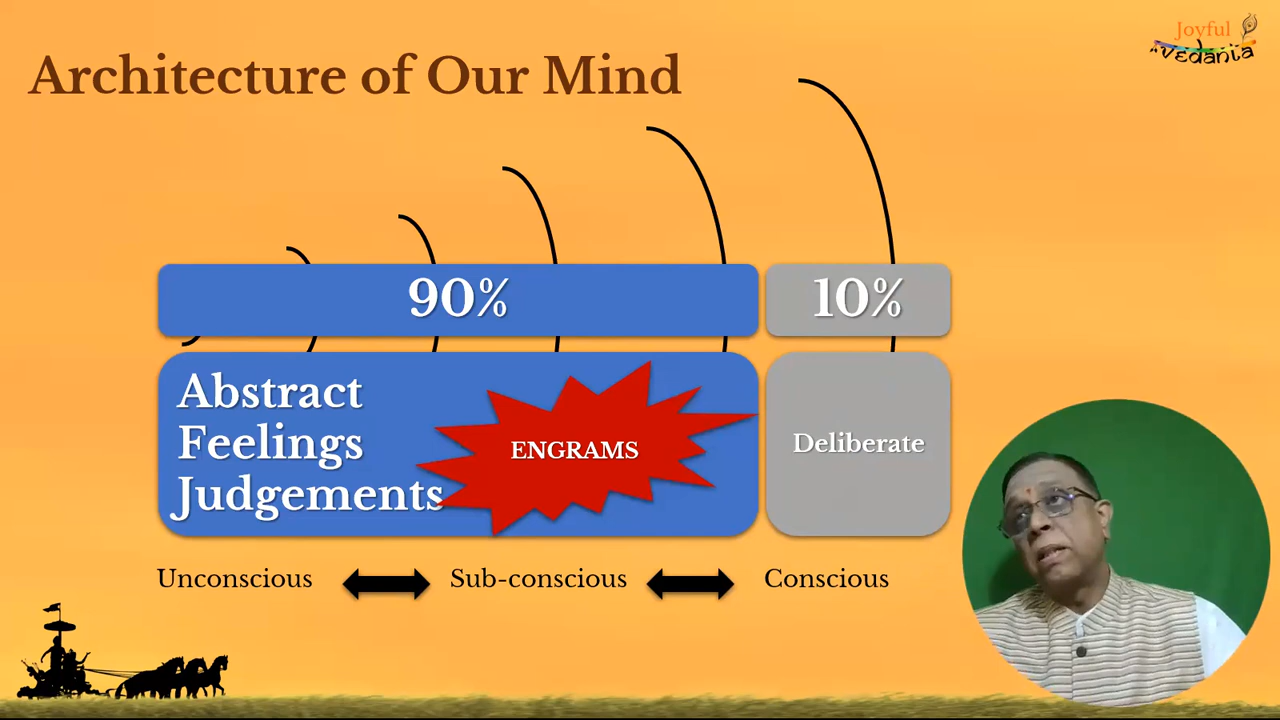 Joyful
vedanta
Architecture of Our Mind
90%
10%
Abstract
Feelings
Judgements
ENGRAMS
Deliberate
Unconscious
Sub-conscious
Conscious